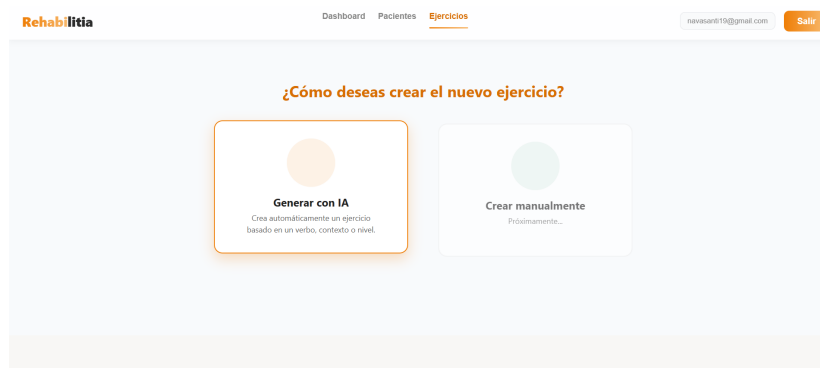 Rehabilitia
Dashboard Pacientes Ejercicios
navasanti19@gmail.com
Salir
¿Cómo deseas crear el nuevo ejercicio?
Generar con IA
Crea automáticamente un ejercicio
basado en un verbo, contexto o nivel.
Crear manualmente
Próximamente...